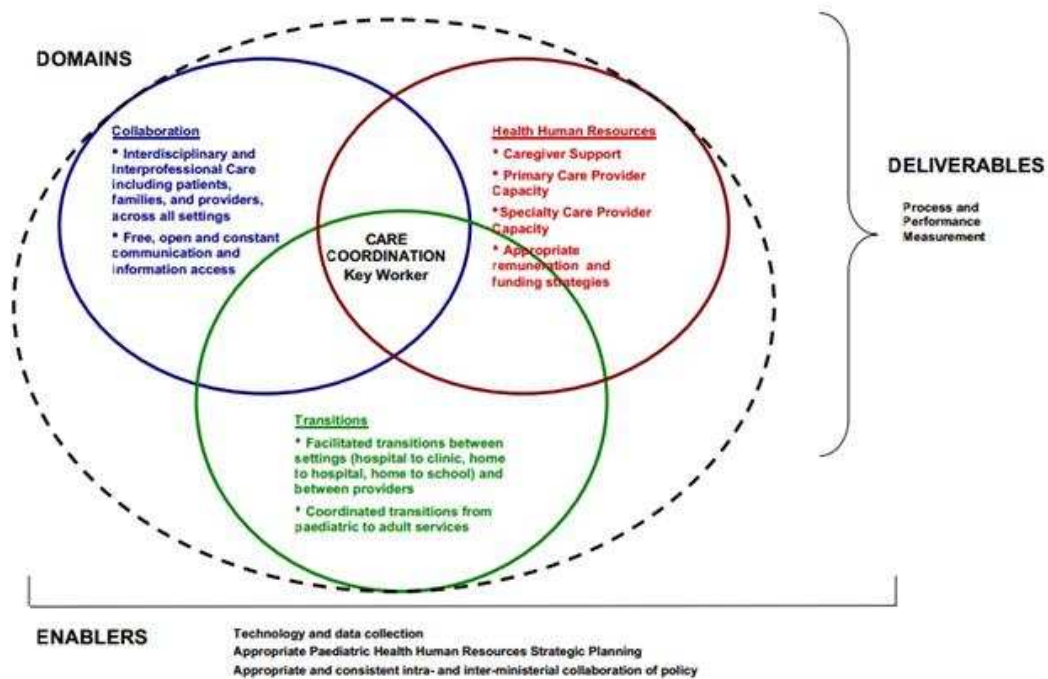 DOMAINS
Collaboration
* Interdisciplinary and
Interprofessional Care
including patients,
families, and providers,
across all settings
* Free, open and constant
communication and
information access
Health Human Resources
* Caregiver Support
* Primary Care Provider
Capacity
*Specialty Care Provider
Capacity
* Appropriate
remuneration and
funding strategies
CARE
COORDINATION
Key Worker
Transitions
* Facilitated transitions between
settings (hospital to clinic, home
to hospital, home to school) and
between providers
* Coordinated transitions from
paediatric to adult services
DELIVERABLES
Process and
Performance
Measurement
ENABLERS
Technology and data collection
Appropriate Paediatric Health Human Resources Strategic Planning
Appropriate and consistent intra- and inter-ministerial collaboration of policy